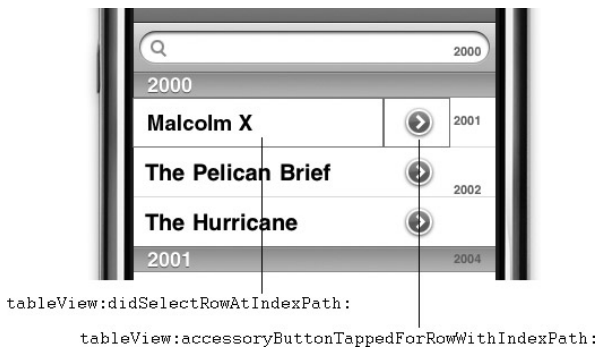 2000
2000
Malcolm X
2001
The Pelican Brief
2002
The Hurricane
2001
2004
tableView:didSelectRowAtIndexPath:
tableView:accessoryButtonTappedForRowWithIndexPath: